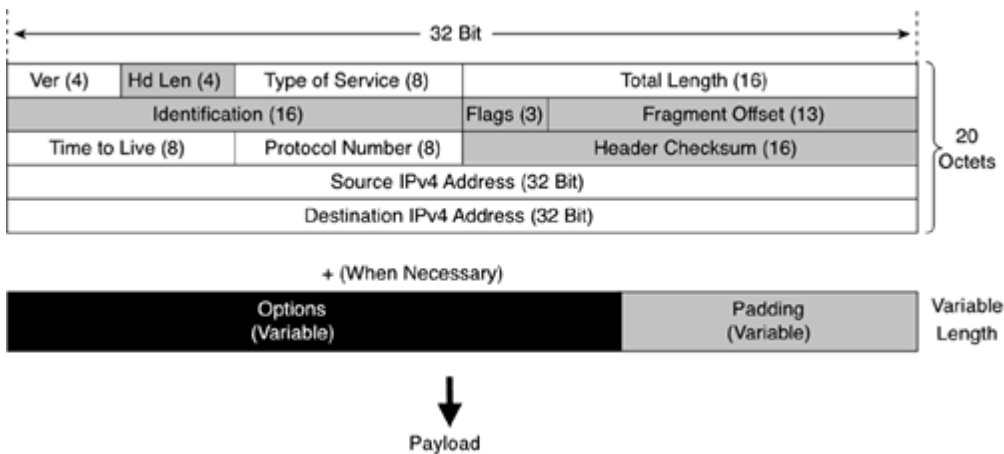 32 Bit
Ver (4) Hd Len (4) Type of Service (8) Total Length (16)
Identification (16) Flags (3) Fragment Offset (13)
Time to Live (8) Protocol Number (8) Header Checksum (16)
Source IPv4 Address (32 Bit)
Destination IPv4 Address (32 Bit)
20
Octets
+ (When Necessary)
Options
(Variable)
Padding
(Variable)
Variable
Length
Payload